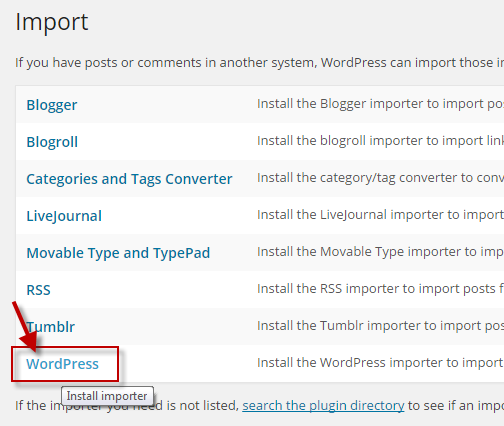 Import
If you have posts or comments in another system, WordPress can import those in
Blogger Install the Blogger importer to import po
Blogroll Install the blogroll importer to import lin
Categories and Tags Converter Install the category/tag converter to conv
LiveJournal Install the LiveJournal importer to import
Movable Type and TypePad Install the Movable Type importer to imp
RSS Install the RSS importer to import posts f
Tumblr Install the Tumblr importer to import pos
WordPress Install the WordPress importer to import
Install importer
If the importer you need is not listed, search the plugin directory to see if an impo